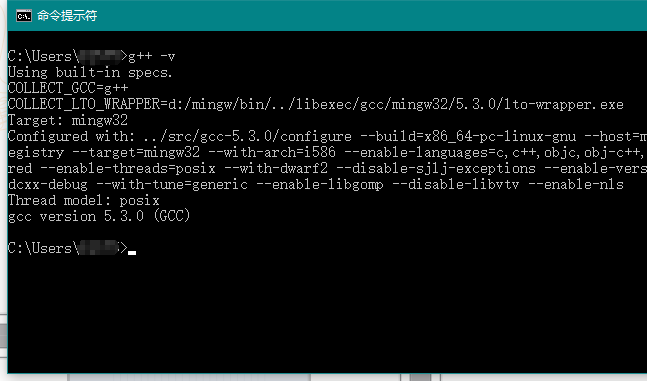 命令提示符
C:\Users\>g++ -v
Using built-in specs.
COLLECT_GCC=g++
COLLECT_LTO_WRAPPER=d:/mingw/bin/../libexec/gcc/mingw32/5.3.0/lto-wrapper.exe
Target: mingw32
Configured with: ../src/gcc-5.3.0/configure --build=x86_64-pc-linux-gnu --host=m
egistry --target=mingw32 --with-arch=i586 --enable-languages=c,c++,objc,obj-c++,
red --enable-threads=posix --with-dwarf2 --disable-sjlj-exceptions --enable-vers
dcxx-debug --with-tune=generic --enable-libgomp --disable-libvtv --enable-nls
Thread model: posix
gcc version 5.3.0 (GCC)
C:\Users\>